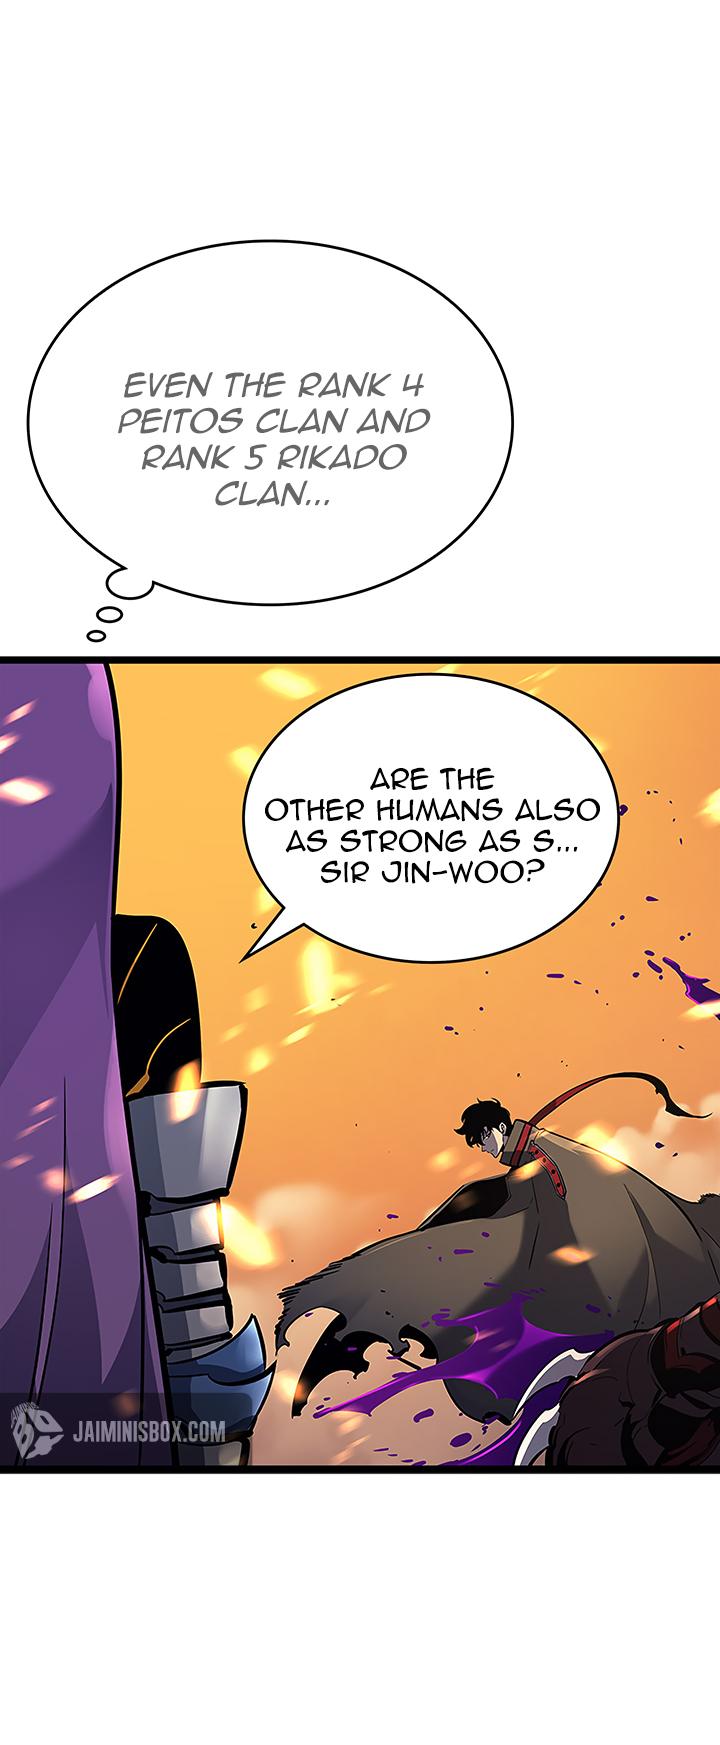 EVEN THE RANK 4
PEITOS CLAN AND
RANK 5 RIKADO
CLAN...
ARE THE
OTHER HUMANS ALSO
AS STRONG AS S...
SIR JIN-WOO?
JAIMINISBOX.COM